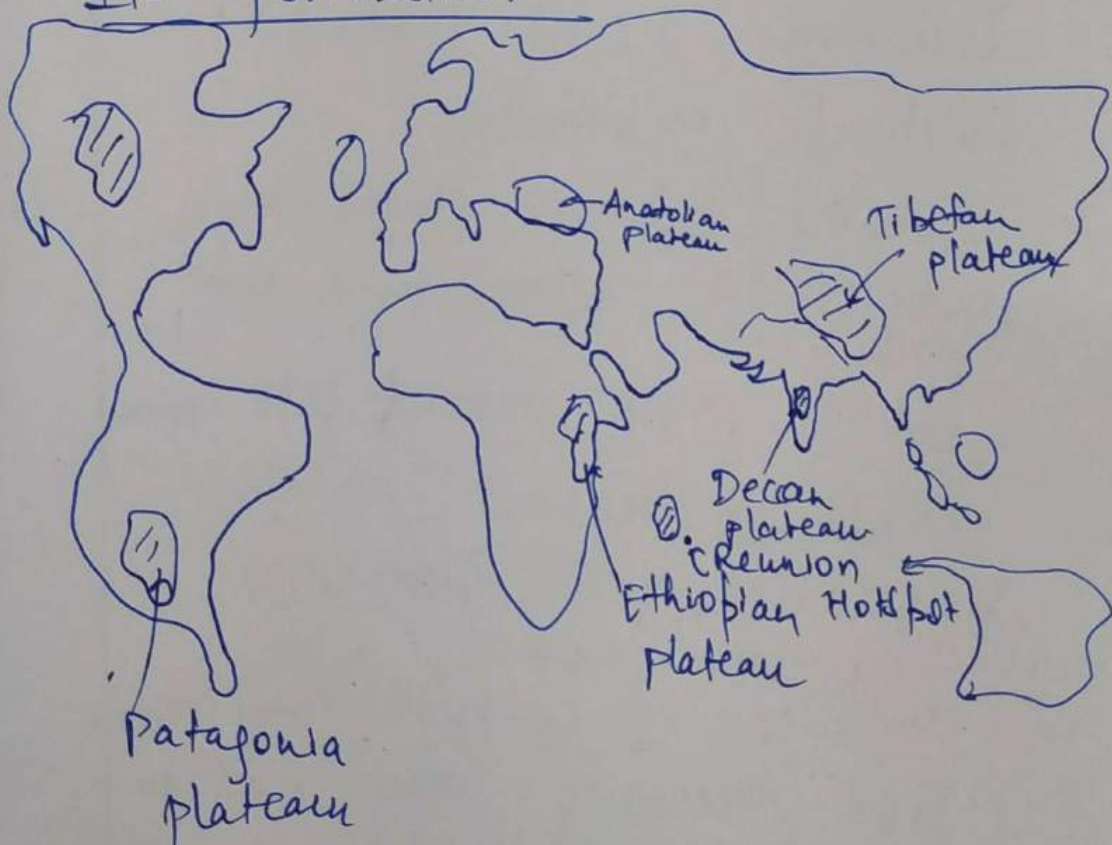 Anatolian
plateau
Tibetan
plateau
Deccan
plateau
(Reunion
Hotspot
Ethiopian
plateau
Patagonia
plateau